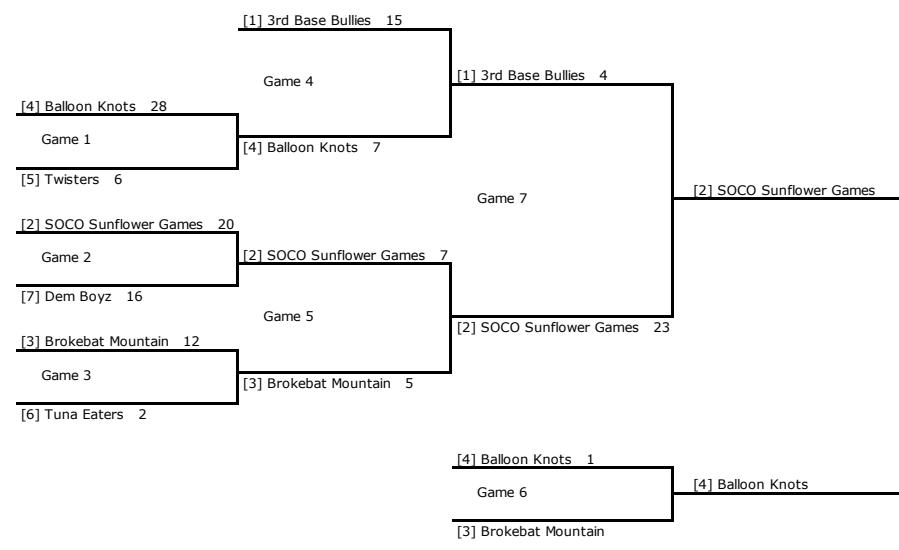 [1] 3rd Base Bullies 15
Game 4
[1] 3rd Base Bullies 4
[4] Balloon Knots 28
Game 1
[4] Balloon Knots 7
[5] Twisters 6
Game 7
[2] SOCO Sunflower Games
[2] SOCO Sunflower Games 20
Game 2
[2] SOCO Sunflower Games 7
[7] Dem Boyz 16
Game 5
[2] SOCO Sunflower Games 23
[3] Brokebat Mountain 12
Game 3
[3] Brokebat Mountain 5
[6] Tuna Eaters 2
[4] Balloon Knots 1
Game 6
[4] Balloon Knots
[3] Brokebat Mountain